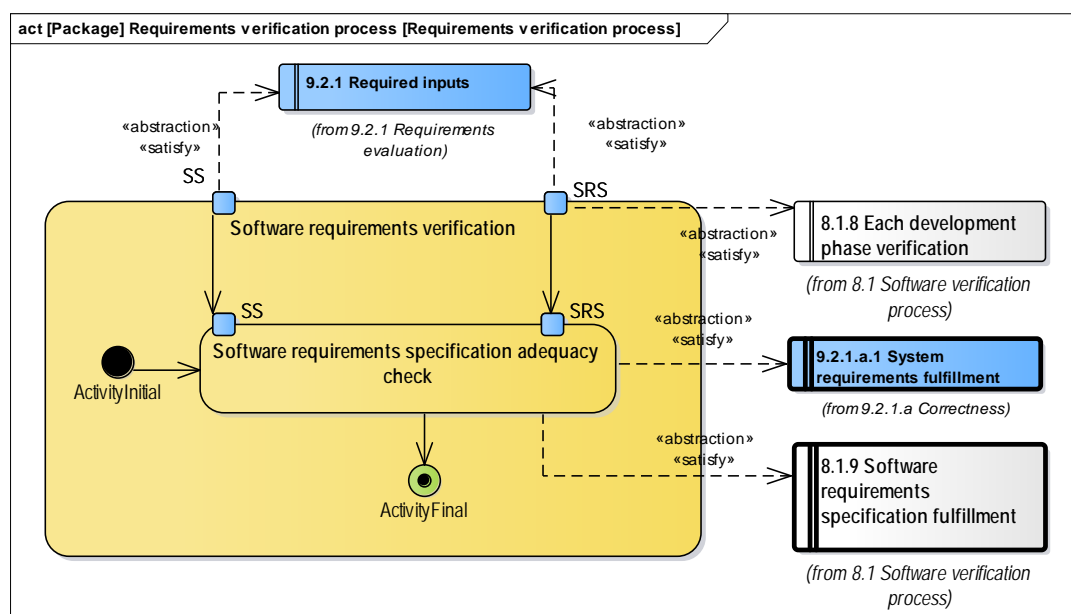 act [Package] Requirements verification process [Requirements verification process]
9.2.1 Required inputs
(from 9.2.1 Requirements
evaluation)
«abstraction»
«satisfy»
«abstraction»
«satisfy»
SS
SRS
Software requirements verification
«abstraction»
«satisfy»
8.1.8 Each development
phase verification
(from 8.1 Software verification
process)
SS
SRS
Software requirements specification adequacy
check
ActivityInitial
«abstraction»
«satisfy»
9.2.1.a.1 System
requirements fulfillment
(from 9.2.1.a Correctness)
«abstraction»
«satisfy»
8.1.9 Software
requirements
specification fulfillment
(from 8.1 Software verification
process)
ActivityFinal